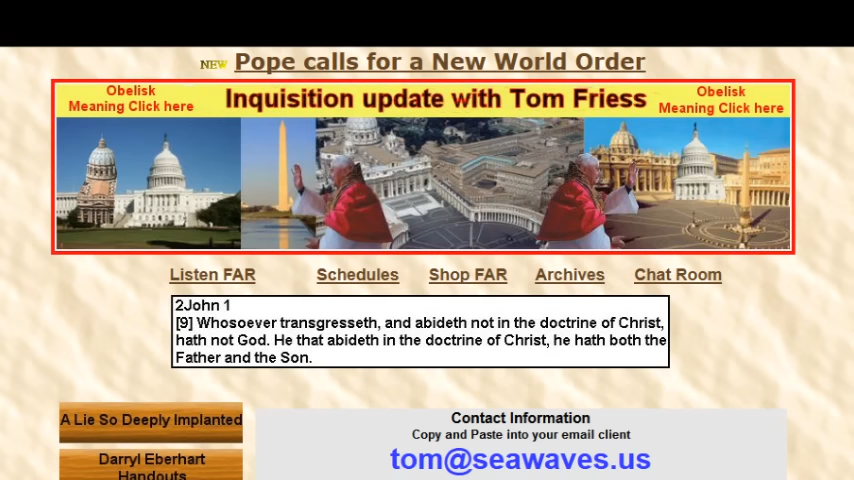 NEW Pope calls for a New World Order
Obelisk
Meaning Click here
Inquisition update with Tom Friess
Obelisk
Meaning Click here
Listen FAR
Schedules
Shop FAR
Archives
Chat Room
2John 1
[9] Whosoever transgresseth, and abideth not in the doctrine of Christ,
hath not God. He that abideth in the doctrine of Christ, he hath both the
Father and the Son.
A Lie So Deeply Implanted
Darryl Eberhart
Handouts
Contact Information
Copy and Paste into your email client
tom@seawaves.us